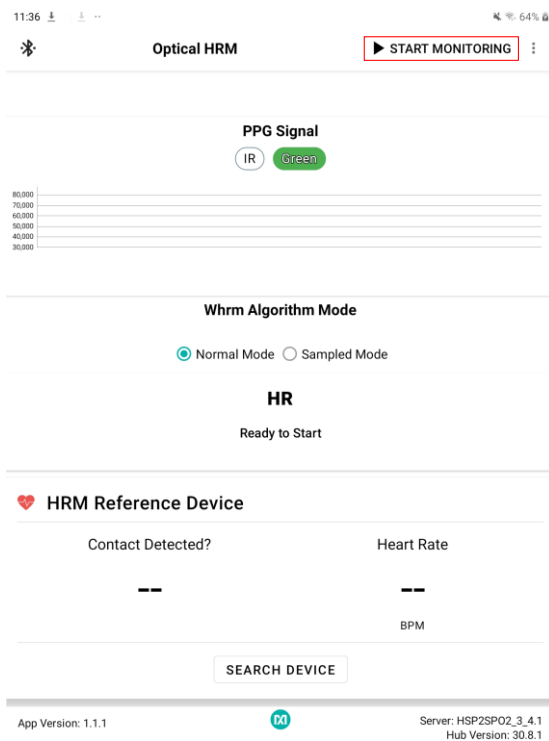 11:36
64%
Optical HRM
START MONITORING
PPG Signal
IR Green
80,000
70,000
60,000
50,000
40,000
30,000
Whrm Algorithm Mode
Normal Mode Sampled Mode
HR
Ready to Start
HRM Reference Device
Contact Detected? Heart Rate
-- --
BPM
SEARCH DEVICE
App Version: 1.1.1
Server: HSP2SPO2_3_4.1
Hub Version: 30.8.1